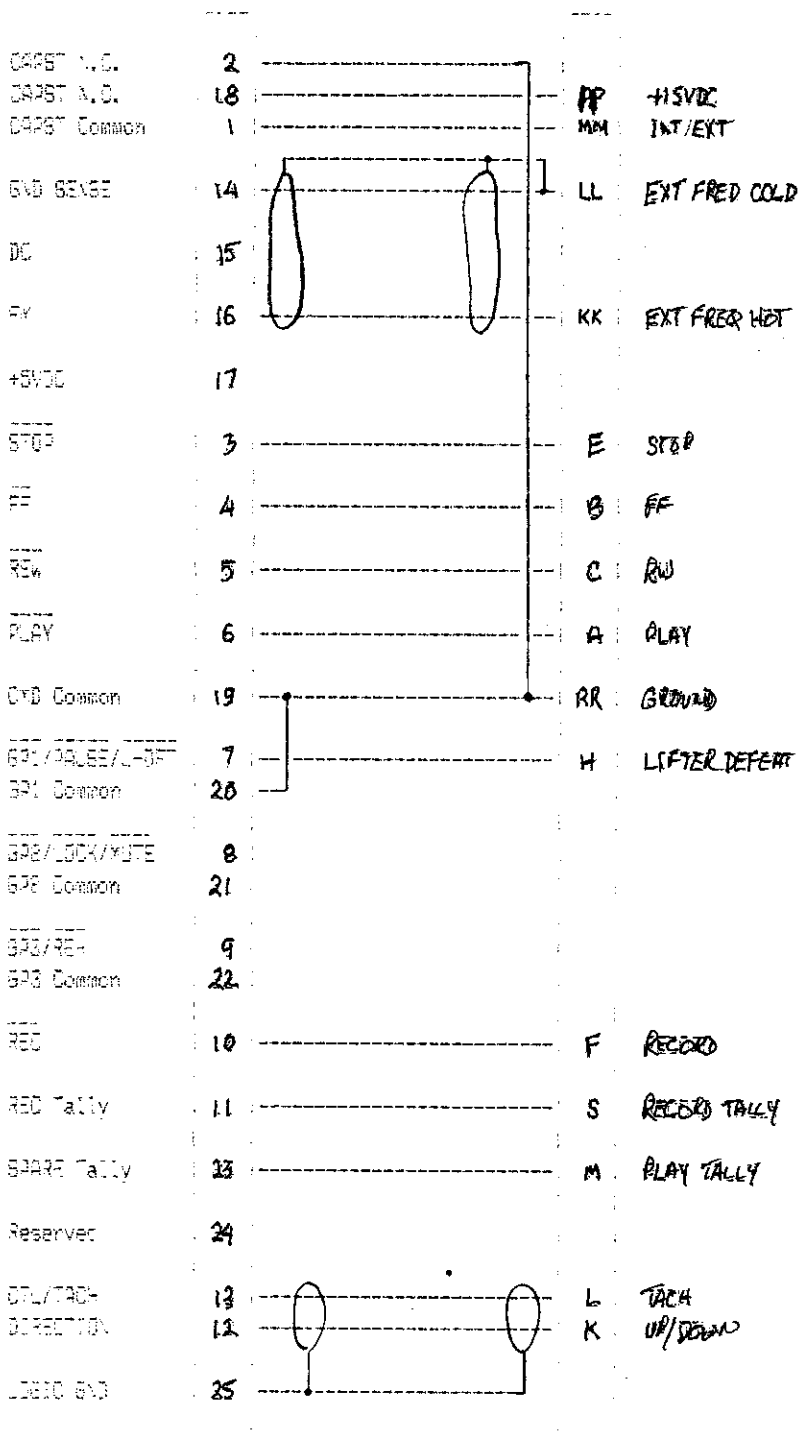 CAPST N.C. 2
CAPST N.O. 18 PP +15VDC
CAPST Common 1 MM INT/EXT
GND SENSE 14 LL EXT FRED COLD
DC 15
FX 16 KK EXT FREQ HOT
+5VDC 17
STOP 3 E STOP
FF 4 B FF
REW 5 C RW
PLAY 6 A PLAY
CMD Common 19 RR GROUND
GP1/PAUSE/L-DFT 7 H LIFTER DEFEAT
GP1 Common 20
GP2/LOCK/MUTE 8
GP2 Common 21
GP3/REH 9
GP3 Common 22
REC 10 F RECORD
REC Tally 11 S RECORD TALLY
SPARE Tally 23 M PLAY TALLY
Reserved 24
CTL/TACH 13 L TACH
DIRECTION 12 K UP/DOWN
LOGIC GND 25